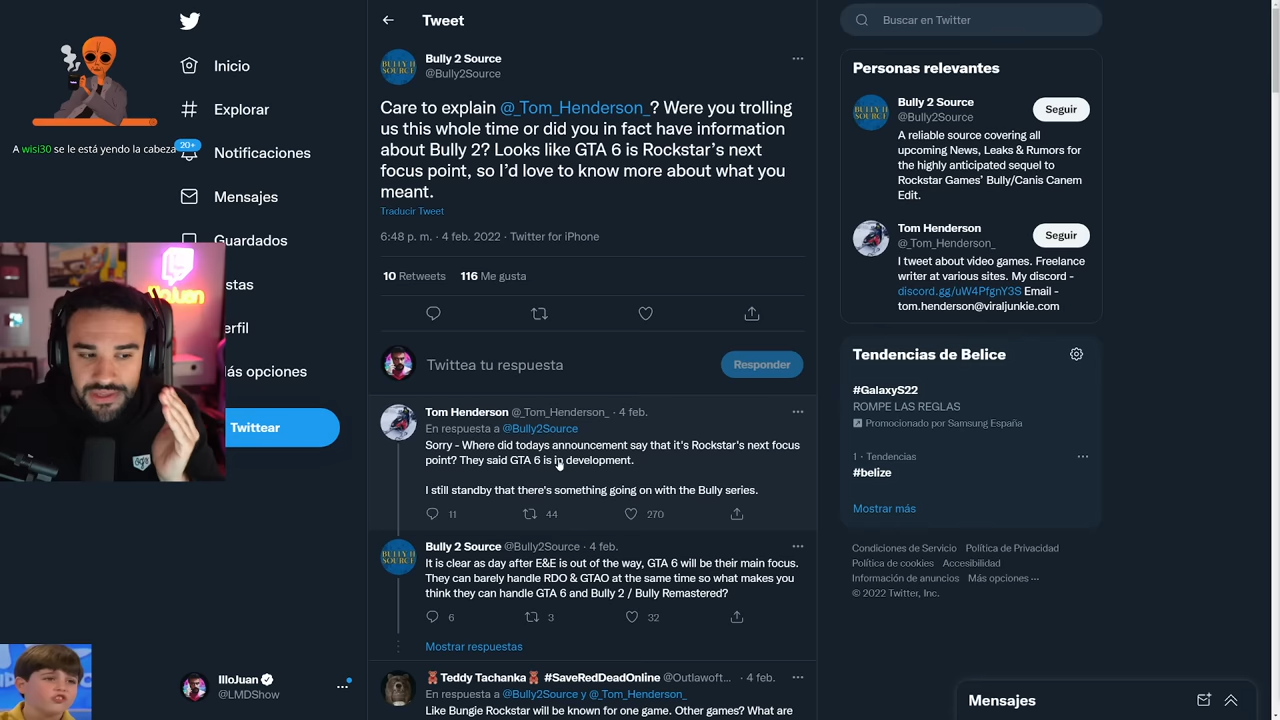 Tweet
Buscar en Twitter
A wisi30 se le está yendo la cabeza
Inicio
Explorar
20+
Notificaciones
Mensajes
Guardados
stas
erfil
Más opciones
Twittear
IlloJuan
@LMDShow
Bully 2 Source
@Bully2Source
Care to explain @_Tom_Henderson_? Were you trolling
us this whole time or did you in fact have information
about Bully 2? Looks like GTA 6 is Rockstar’s next
focus point, so I’d love to know more about what you
meant.
Traducir Tweet
6:48 p. m. · 4 feb. 2022 · Twitter for iPhone
10 Retweets 116 Me gusta
Twittea tu respuesta
Responder
Tom Henderson @_Tom_Henderson_ · 4 feb.
En respuesta a @Bully2Source
Sorry - Where did todays announcement say that it's Rockstar's next focus
point? They said GTA 6 is in development.
I still standby that there's something going on with the Bully series.
11 44 270
Bully 2 Source @Bully2Source · 4 feb.
It is clear as day after E&E is out of the way, GTA 6 will be their main focus.
They can barely handle RDO & GTAO at the same time so what makes you
think they can handle GTA 6 and Bully 2 / Bully Remastered?
6 3 32
Mostrar respuestas
Teddy Tachanka #SaveRedDeadOnline @Outlawoft... · 4 feb.
En respuesta a @Bully2Source y @_Tom_Henderson_
Like Bungie Rockstar will be known for one game. Other games? What are
Personas relevantes
Bully 2 Source
@Bully2Source
Seguir
A reliable source covering all
upcoming News, Leaks & Rumors for
the highly anticipated sequel to
Rockstar Games' Bully/Canis Canem
Edit.
Tom Henderson
@_Tom_Henderson_
Seguir
I tweet about video games. Freelance
writer at various sites. My discord -
discord.gg/uW4PfgnY3S Email -
tom.henderson@viraljunkie.com
Tendencias de Belice
#GalaxyS22
ROMPE LAS REGLAS
Promocionado por Samsung España
1 · Tendencias
#belize
Mostrar más
Condiciones de Servicio Política de Privacidad
Política de cookies Accesibilidad
Información de anuncios Más opciones ···
© 2022 Twitter, Inc.
Mensajes